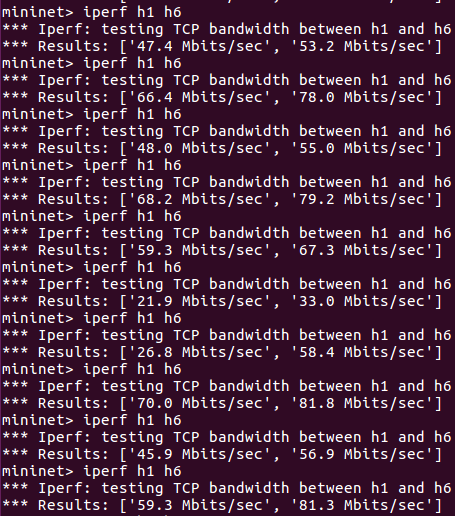 mininet> iperf h1 h6
*** Iperf: testing TCP bandwidth between h1 and h6
*** Results: ['47.4 Mbits/sec', '53.2 Mbits/sec']
mininet> iperf h1 h6
*** Iperf: testing TCP bandwidth between h1 and h6
*** Results: ['66.4 Mbits/sec', '78.0 Mbits/sec']
mininet> iperf h1 h6
*** Iperf: testing TCP bandwidth between h1 and h6
*** Results: ['48.0 Mbits/sec', '55.0 Mbits/sec']
mininet> iperf h1 h6
*** Iperf: testing TCP bandwidth between h1 and h6
*** Results: ['68.2 Mbits/sec', '79.2 Mbits/sec']
mininet> iperf h1 h6
*** Iperf: testing TCP bandwidth between h1 and h6
*** Results: ['59.3 Mbits/sec', '67.3 Mbits/sec']
mininet> iperf h1 h6
*** Iperf: testing TCP bandwidth between h1 and h6
*** Results: ['21.9 Mbits/sec', '33.0 Mbits/sec']
mininet> iperf h1 h6
*** Iperf: testing TCP bandwidth between h1 and h6
*** Results: ['26.8 Mbits/sec', '58.4 Mbits/sec']
mininet> iperf h1 h6
*** Iperf: testing TCP bandwidth between h1 and h6
*** Results: ['70.0 Mbits/sec', '81.8 Mbits/sec']
mininet> iperf h1 h6
*** Iperf: testing TCP bandwidth between h1 and h6
*** Results: ['45.9 Mbits/sec', '56.9 Mbits/sec']
mininet> iperf h1 h6
*** Iperf: testing TCP bandwidth between h1 and h6
*** Results: ['59.3 Mbits/sec', '81.3 Mbits/sec']